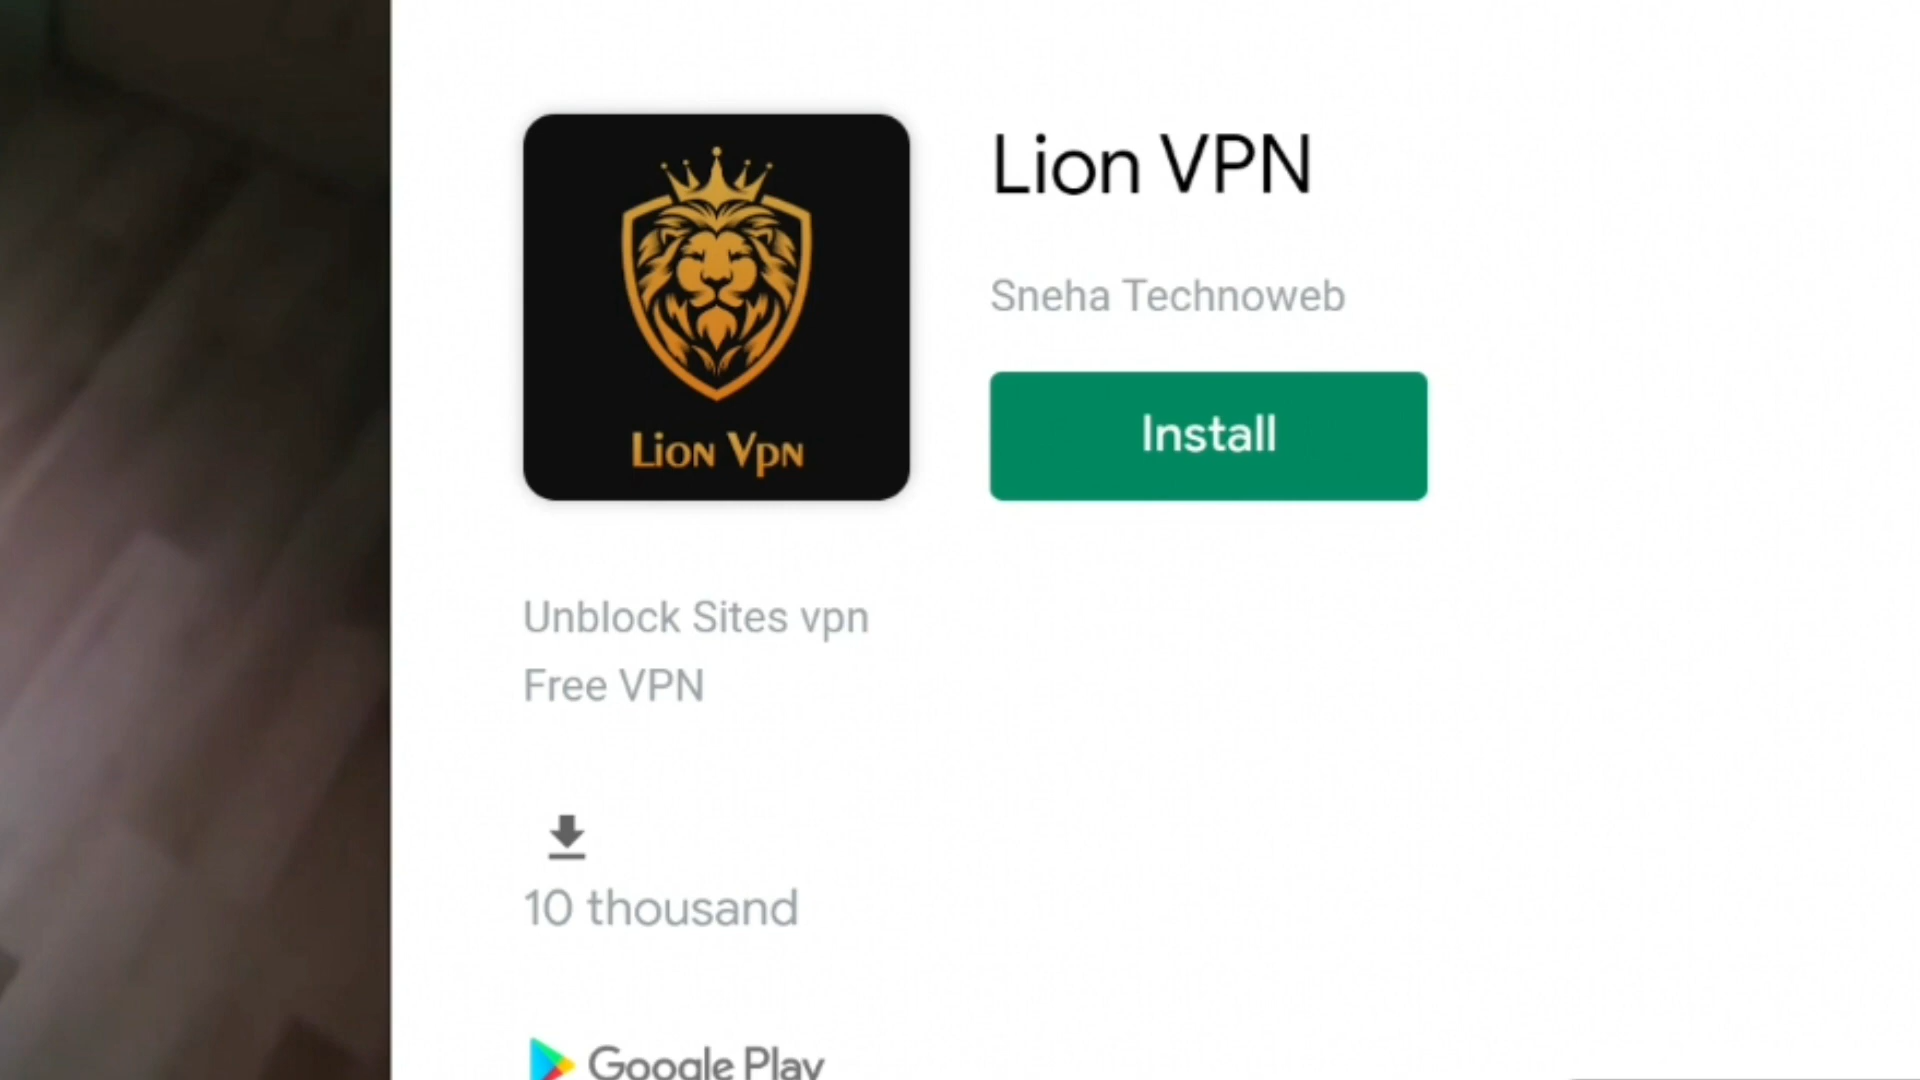 Lion VPN
Sneha Technoweb
Install
Lion Vpn
Unblock Sites vpn
Free VPN
10 thousand
Google Play